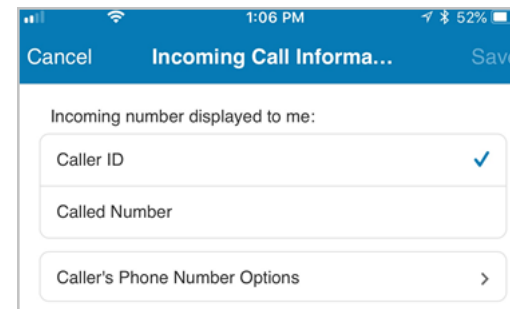 1:06 PM 52%
Cancel Incoming Call Informa... Save
Incoming number displayed to me:
Caller ID
Called Number
Caller's Phone Number Options